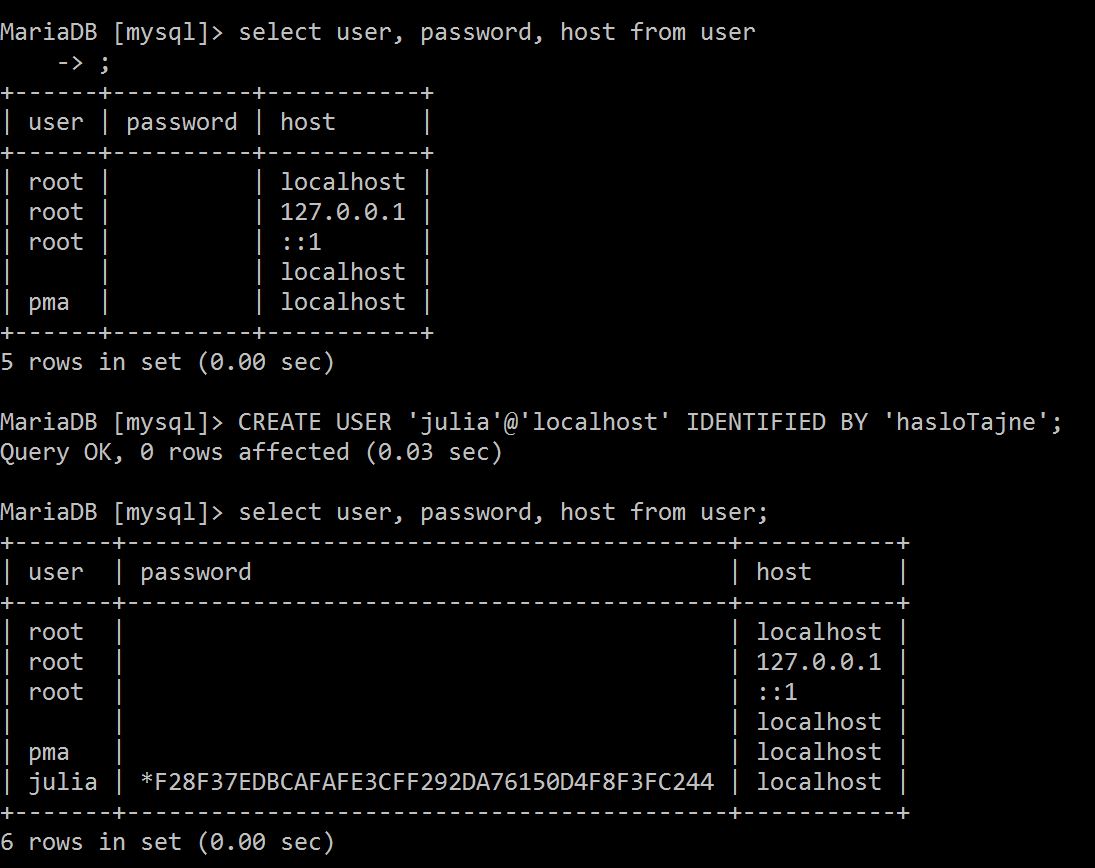 MariaDB [mysql]> select user, password, host from user
    -> ;
+------+----------+-----------+
| user | password | host      |
+------+----------+-----------+
| root |          | localhost |
| root |          | 127.0.0.1 |
| root |          | ::1       |
|      |          | localhost |
| pma  |          | localhost |
+------+----------+-----------+
5 rows in set (0.00 sec)

MariaDB [mysql]> CREATE USER 'julia'@'localhost' IDENTIFIED BY 'hasloTajne';
Query OK, 0 rows affected (0.03 sec)

MariaDB [mysql]> select user, password, host from user;
+-------+-------------------------------------------+-----------+
| user  | password                                  | host      |
+-------+-------------------------------------------+-----------+
| root  |                                           | localhost |
| root  |                                           | 127.0.0.1 |
| root  |                                           | ::1       |
|       |                                           | localhost |
| pma   |                                           | localhost |
| julia | *F28F37EDBCAFAFE3CFF292DA76150D4F8F3FC244 | localhost |
+-------+-------------------------------------------+-----------+
6 rows in set (0.00 sec)